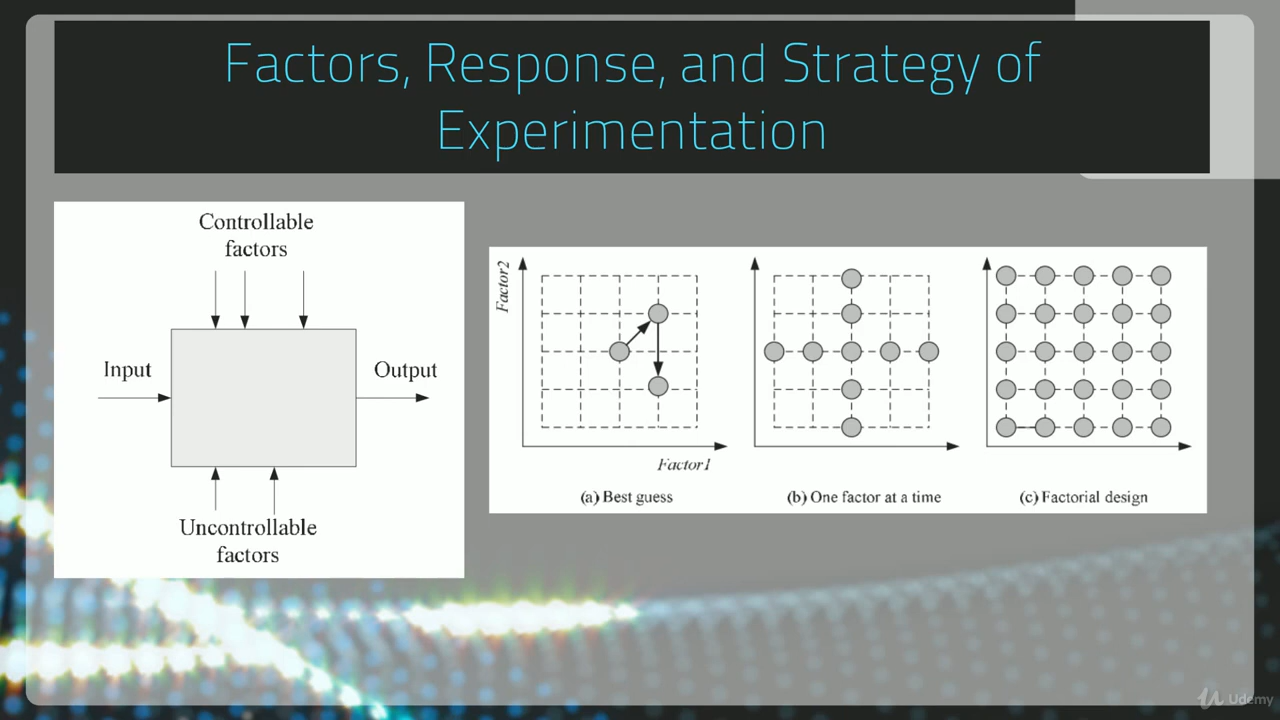 Factors, Response, and Strategy of
Experimentation
Controllable
factors
Input
Output
Uncontrollable
factors
Factor2
Factor1
(a) Best guess
(b) One factor at a time
(c) Factorial design
Udemy